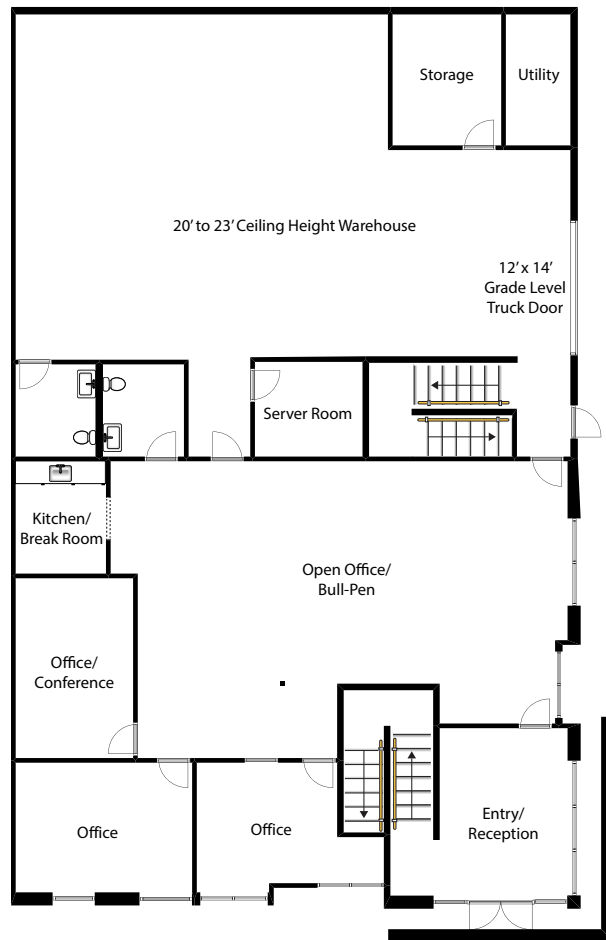 Storage
Utility
20’ to 23’ Ceiling Height Warehouse
12’ x 14’
Grade Level
Truck Door
Server Room
Kitchen/
Break Room
Open Office/
Bull-Pen
Office/
Conference
Office
Office
Entry/
Reception